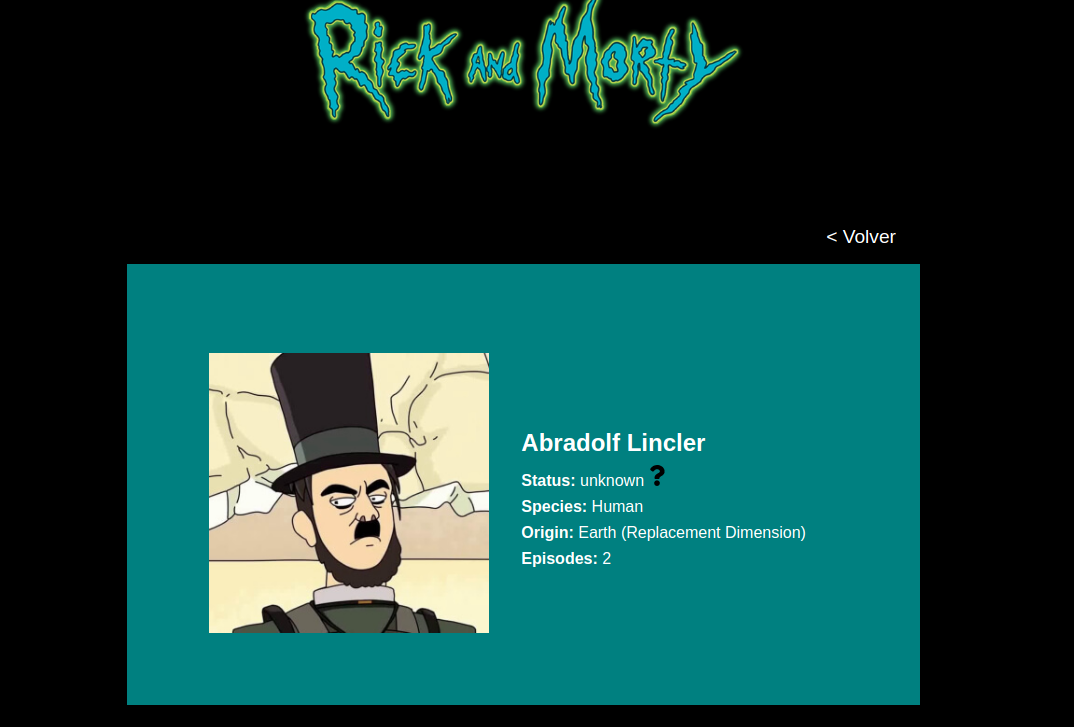 Rick and Morty
< Volver
Abradolf Lincler
Status: unknown ?
Species: Human
Origin: Earth (Replacement Dimension)
Episodes: 2